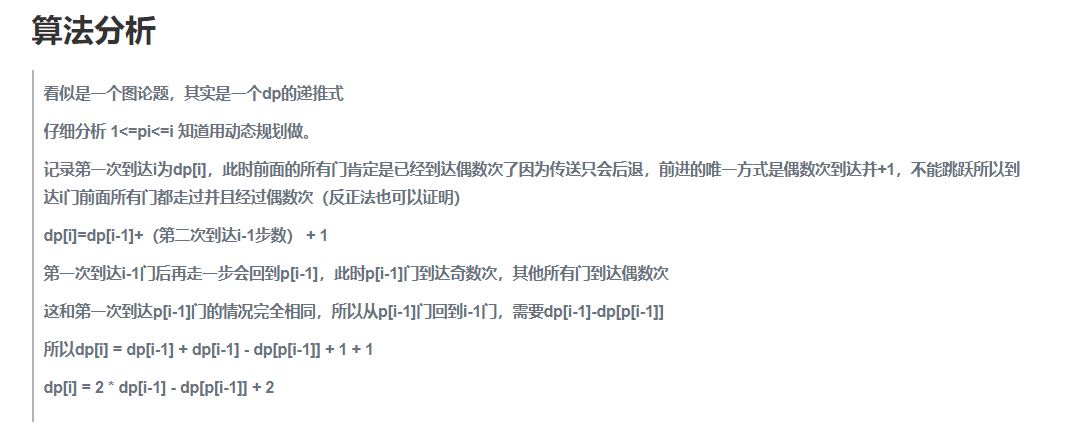 算法分析
看似是一个图论题，其实是一个dp的递推式
仔细分析 1<=pi<=i 知道用动态规划做。
记录第一次到达i为dp[i]，此时前面的所有门肯定是已经到达偶数次了因为传送只会后退，前进的唯一方式是偶数次到达并+1，不能跳跃所以到
达i门前面所有门都走过并且经过偶数次（反正法也可以证明）
dp[i]=dp[i-1]+（第二次到达i-1步数） + 1
第一次到达i-1门后再走一步会回到p[i-1]，此时p[i-1]门到达奇数次，其他所有门到达偶数次
这和第一次到达p[i-1]门的情况完全相同，所以从p[i-1]门回到i-1门，需要dp[i-1]-dp[p[i-1]]
所以dp[i] = dp[i-1] + dp[i-1] - dp[p[i-1]] + 1 + 1
dp[i] = 2 * dp[i-1] - dp[p[i-1]] + 2